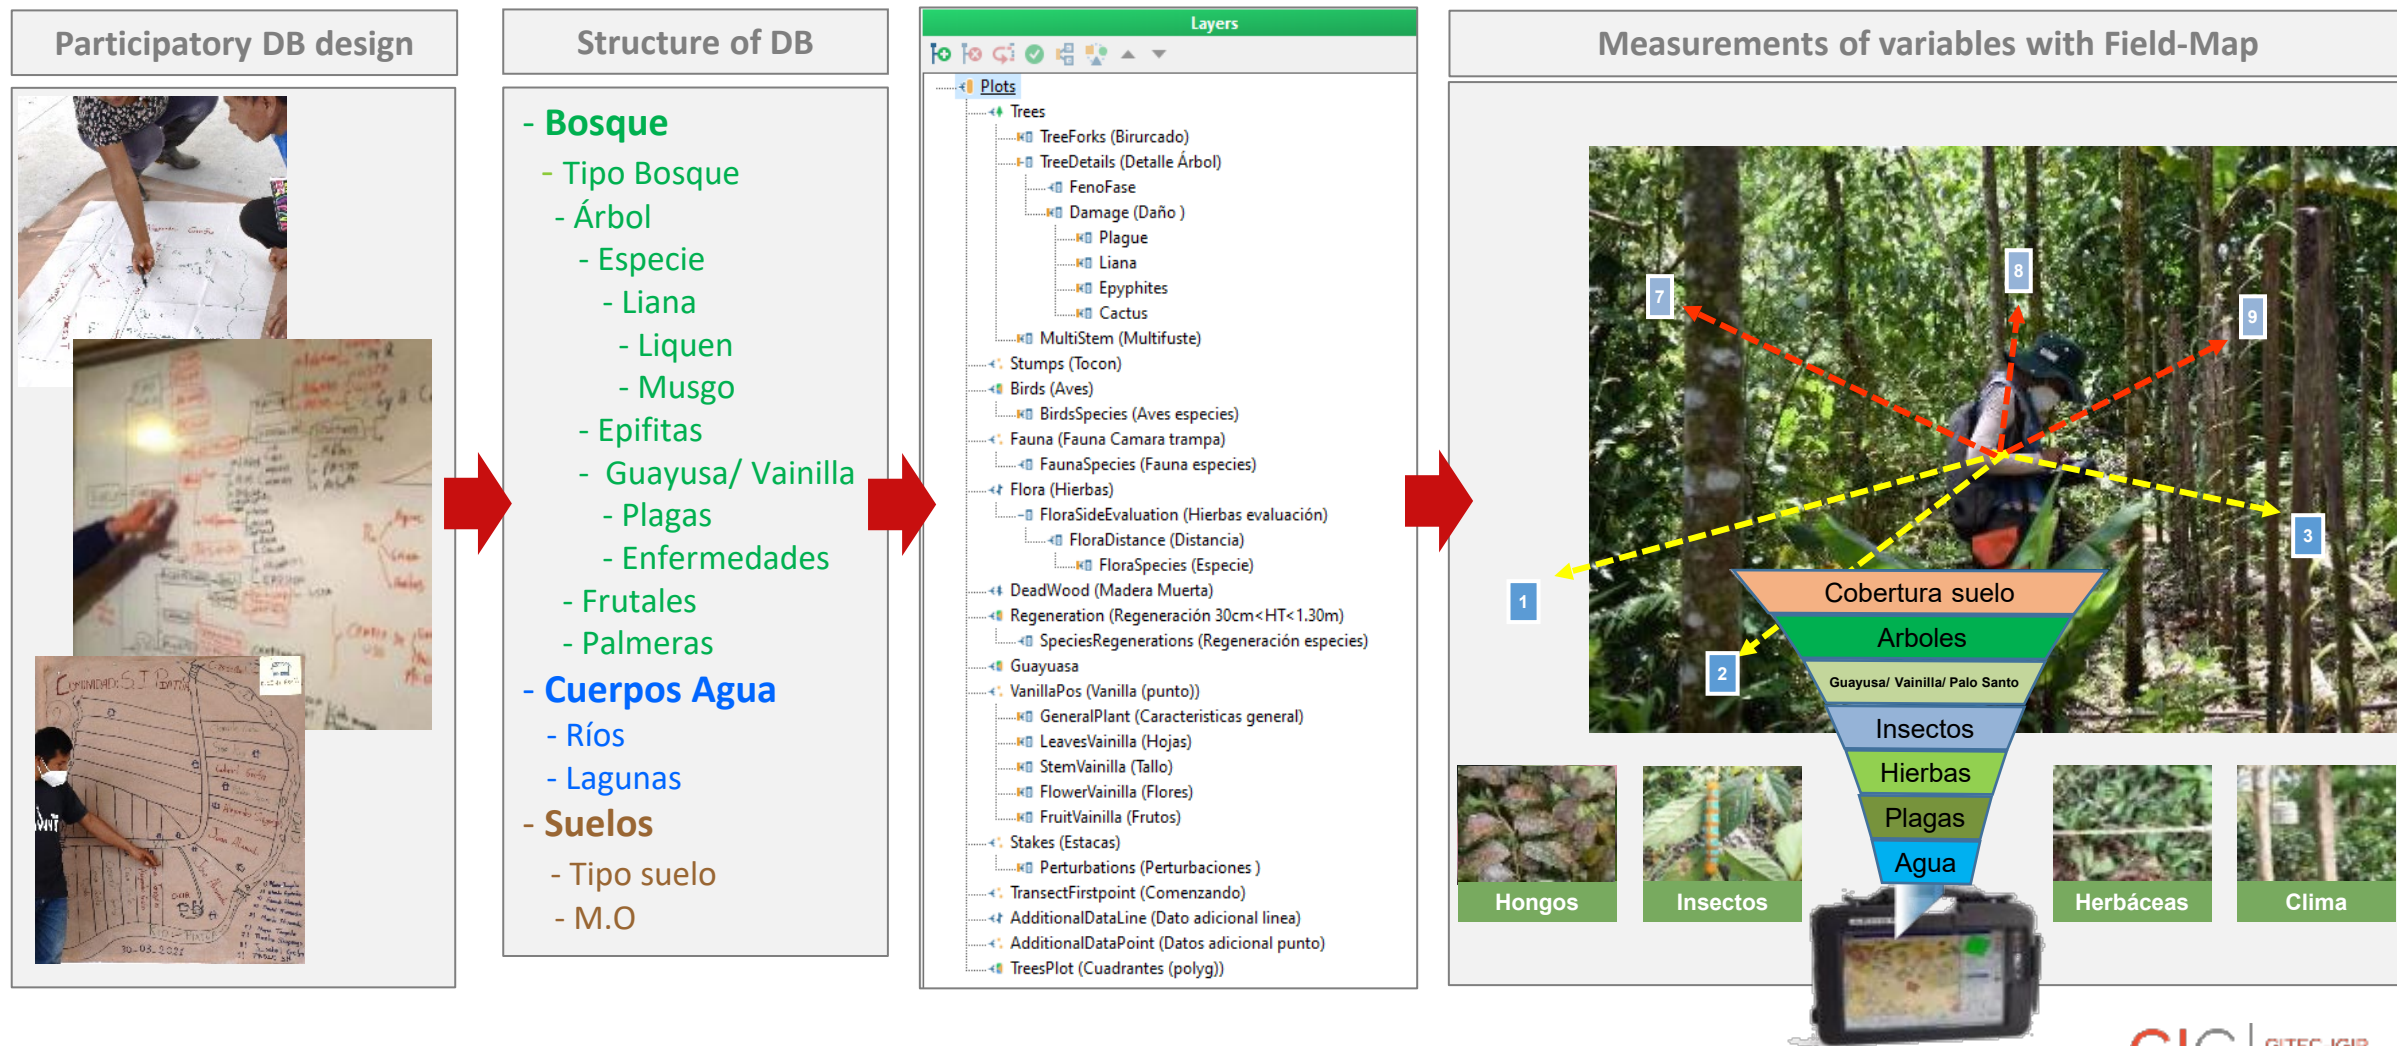 Participatory DB design
Structure of DB
- Bosque
- Tipo Bosque
- Árbol
- Especie
- Liana
- Liquen
- Musgo
- Epifitas
- Guayusa/ Vainilla
- Plagas
- Enfermedades
- Frutales
- Palmeras
- Cuerpos Agua
- Ríos
- Lagunas
- Suelos
- Tipo suelo
- M.O
Layers
Plots
Trees
TreeForks (Birurcado)
TreeDetails (Detalle Árbol)
FenoFase
Damage (Daño )
Plague
Liana
Epyphites
Cactus
MultiStem (Multifuste)
Stumps (Tocon)
Birds (Aves)
BirdsSpecies (Aves especies)
Fauna (Fauna Camara trampa)
FaunaSpecies (Fauna especies)
Flora (Hierbas)
FloraSideEvaluation (Hierbas evaluación)
FloraDistance (Distancia)
FloraSpecies (Especie)
DeadWood (Madera Muerta)
Regeneration (Regeneración 30cm<HT<1.30m)
SpeciesRegenerations (Regeneración especies)
Guayuasa
VanillaPos (Vanilla (punto))
GeneralPlant (Caracteristicas general)
LeavesVainilla (Hojas)
StemVainilla (Tallo)
FlowerVainilla (Flores)
FruitVainilla (Frutos)
Stakes (Estacas)
Perturbations (Perturbaciones )
TransectFirstpoint (Comenzando)
AdditionalDataLine (Dato adicional linea)
AdditionalDataPoint (Datos adicional punto)
TreesPlot (Cuadrantes (polyg))
Measurements of variables with Field-Map
7
8
9
1
2
3
Cobertura suelo
Arboles
Guayusa/ Vainilla/ Palo Santo
Insectos
Hierbas
Plagas
Agua
Hongos
Insectos
Herbáceas
Clima
COMUNIDAD: S.J.